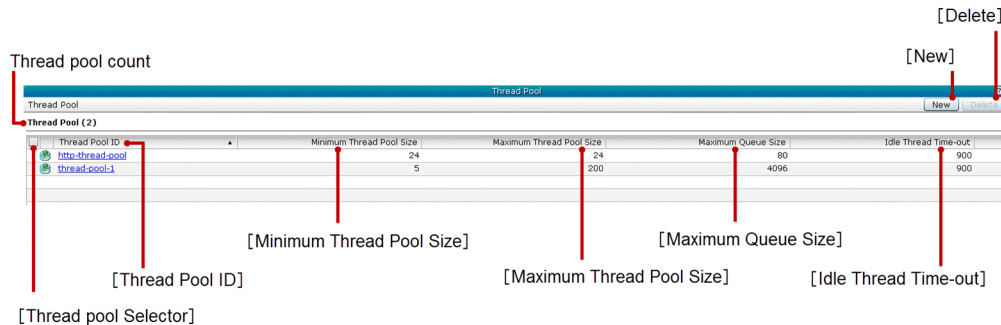 [Delete]
[New]
Thread pool count
Thread Pool
Thread Pool
New
Delete
Thread Pool (2)
Thread Pool ID ▲ Minimum Thread Pool Size Maximum Thread Pool Size Maximum Queue Size Idle Thread Time-out
http-thread-pool 24 24 80 900
thread-pool-1 5 200 4096 900
[Minimum Thread Pool Size]
[Maximum Queue Size]
[Thread Pool ID]
[Maximum Thread Pool Size]
[Idle Thread Time-out]
[Thread pool Selector]